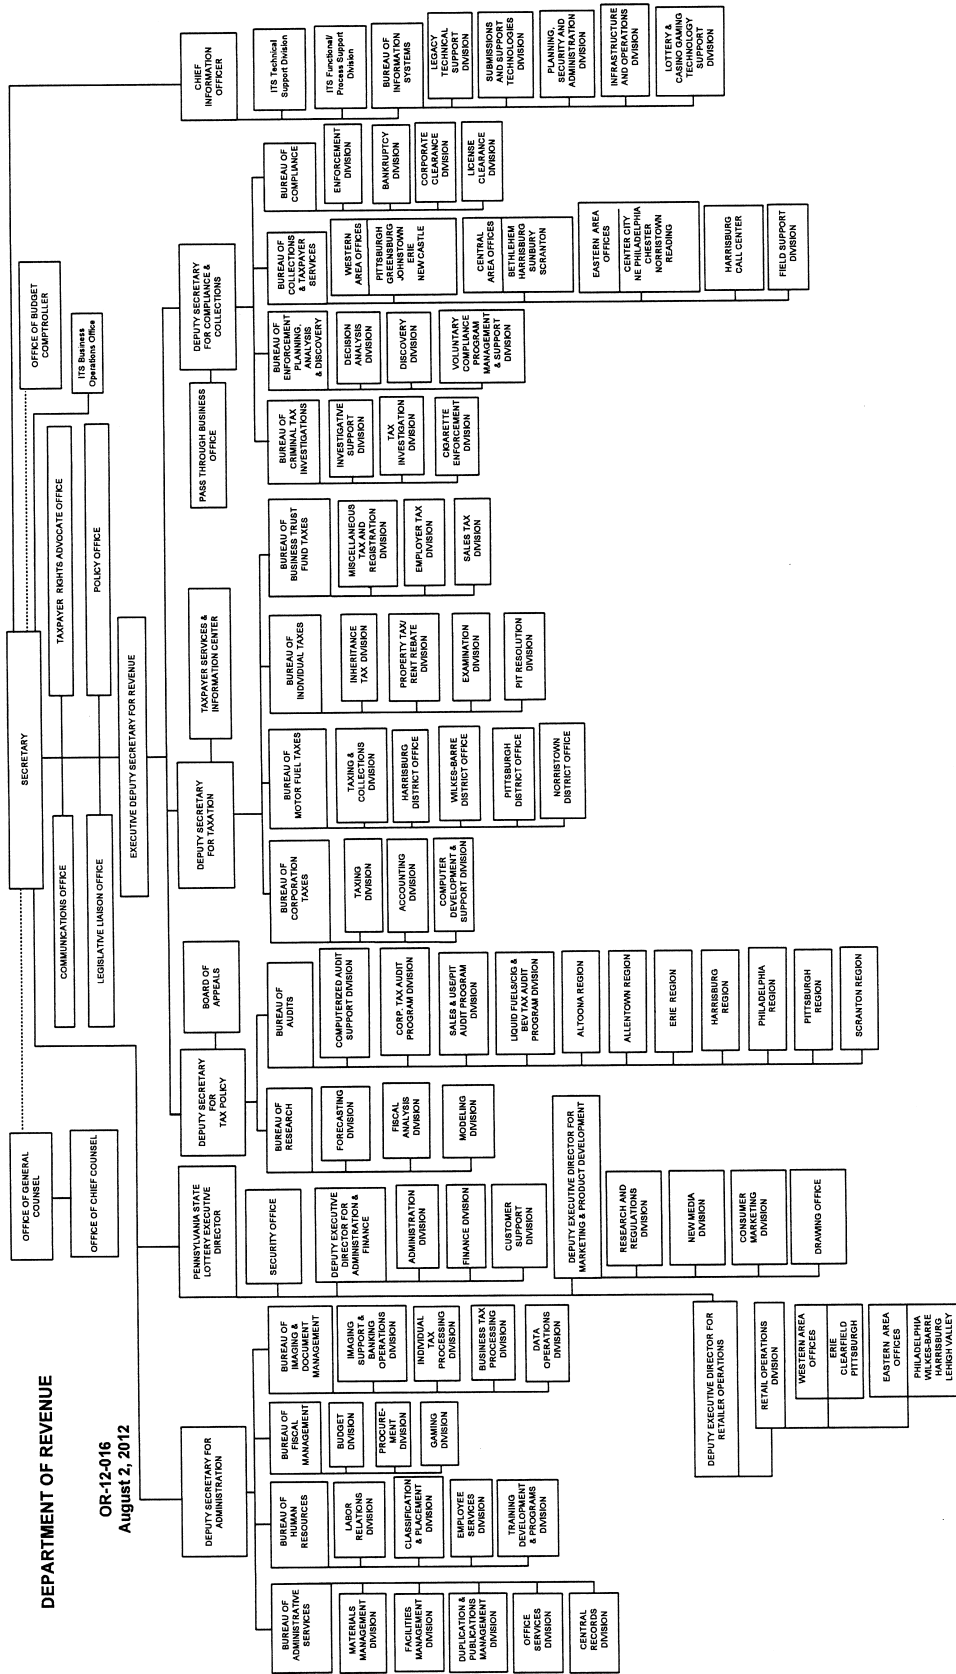 DEPARTMENT OF REVENUE
OR-12-016
August 2, 2012
SECRETARY
OFFICE OF GENERAL
COUNSEL
OFFICE OF CHIEF COUNSEL
OFFICE OF BUDGET
COMPTROLLER
ITS Business
Operations Office
COMMUNICATIONS OFFICE
TAXPAYER RIGHTS ADVOCATE OFFICE
LEGISLATIVE LIAISON OFFICE
POLICY OFFICE
EXECUTIVE DEPUTY SECRETARY FOR REVENUE
DEPUTY SECRETARY FOR
ADMINISTRATION
BUREAU OF
ADMINISTRATIVE
SERVICES
MATERIALS
MANAGEMENT
DIVISION
FACILITIES
MANAGEMENT
DIVISION
DUPLICATION &
PUBLICATIONS
MANAGEMENT
DIVISION
OFFICE
SERVICES
DIVISION
CENTRAL
RECORDS
DIVISION
BUREAU OF
HUMAN
RESOURCES
LABOR
RELATIONS
DIVISION
CLASSIFICATION
& PLACEMENT
DIVISION
EMPLOYEE
SERVICES
DIVISION
TRAINING
DEVELOPMENT
& PROGRAMS
DIVISION
BUREAU OF
FISCAL
MANAGEMENT
BUDGET
DIVISION
PROCURE-
MENT
DIVISION
GAMING
DIVISION
BUREAU OF
IMAGING &
DOCUMENT
MANAGEMENT
IMAGING
SUPPORT &
BANKING
OPERATIONS
DIVISION
INDIVIDUAL
TAX
PROCESSING
DIVISION
BUSINESS TAX
PROCESSING
DIVISION
DATA
OPERATIONS
DIVISION
PENNSYLVANIA STATE
LOTTERY EXECUTIVE
DIRECTOR
SECURITY OFFICE
DEPUTY EXECUTIVE
DIRECTOR FOR
ADMINISTRATION &
FINANCE
ADMINISTRATION
DIVISION
FINANCE DIVISION
CUSTOMER
SUPPORT
DIVISION
DEPUTY EXECUTIVE DIRECTOR FOR
MARKETING & PRODUCT DEVELOPMENT
RESEARCH AND
REGULATIONS
DIVISION
NEW MEDIA
DIVISION
CONSUMER
MARKETING
DIVISION
DRAWING OFFICE
DEPUTY EXECUTIVE DIRECTOR FOR
RETAILER OPERATIONS
RETAIL OPERATIONS
DIVISION
WESTERN AREA
OFFICES
ERIE
CLEARFIELD
PITTSBURGH
EASTERN AREA
OFFICES
PHILADELPHIA
WILKES-BARRE
HARRISBURG
LEHIGH VALLEY
DEPUTY SECRETARY
FOR
TAX POLICY
BOARD OF
APPEALS
BUREAU OF
RESEARCH
FORECASTING
DIVISION
FISCAL
ANALYSIS
DIVISION
MODELING
DIVISION
BUREAU OF
AUDITS
COMPUTERIZED AUDIT
SUPPORT DIVISION
CORP. TAX AUDIT
PROGRAM DIVISION
SALES & USE/PIT
AUDIT PROGRAM
DIVISION
LIQUID FUELS/CIG &
BEV TAX AUDIT
PROGRAM DIVISION
ALTOONA REGION
ALLENTOWN REGION
ERIE REGION
HARRISBURG
REGION
PHILADELPHIA
REGION
PITTSBURGH
REGION
SCRANTON REGION
DEPUTY SECRETARY
FOR TAXATION
TAXPAYER SERVICES &
INFORMATION CENTER
BUREAU OF
CORPORATION
TAXES
TAXING
DIVISION
ACCOUNTING
DIVISION
COMPUTER
DEVELOPMENT &
SUPPORT DIVISION
BUREAU OF
MOTOR FUEL TAXES
TAXING &
COLLECTIONS
DIVISION
HARRISBURG
DISTRICT OFFICE
WILKES-BARRE
DISTRICT OFFICE
PITTSBURGH
DISTRICT OFFICE
NORRISTOWN
DISTRICT OFFICE
BUREAU OF
INDIVIDUAL TAXES
INHERITANCE
TAX DIVISION
PROPERTY TAX/
RENT REBATE
DIVISION
EXAMINATION
DIVISION
PIT RESOLUTION
DIVISION
BUREAU OF
BUSINESS TRUST
FUND TAXES
MISCELLANEOUS
TAX AND
REGISTRATION
DIVISION
EMPLOYER TAX
DIVISION
SALES TAX
DIVISION
DEPUTY SECRETARY
FOR COMPLIANCE &
COLLECTIONS
PASS THROUGH BUSINESS
OFFICE
BUREAU OF
CRIMINAL TAX
INVESTIGATIONS
INVESTIGATIVE
SUPPORT
DIVISION
TAX
INVESTIGATION
DIVISION
CIGARETTE
ENFORCEMENT
DIVISION
BUREAU OF
ENFORCEMENT
PLANNING,
ANALYSIS
& DISCOVERY
DECISION
ANALYSIS
DIVISION
DISCOVERY
DIVISION
VOLUNTARY
COMPLIANCE
PROGRAM
MANAGEMENT
& SUPPORT
DIVISION
BUREAU OF
COLLECTIONS
& TAXPAYER
SERVICES
WESTERN
AREA OFFICES
PITTSBURGH
GREENSBURG
JOHNSTOWN
ERIE
NEW CASTLE
CENTRAL
AREA OFFICES
BETHLEHEM
HARRISBURG
SUNBURY
SCRANTON
EASTERN AREA
OFFICES
CENTER CITY
NE PHILADELPHIA
CHESTER
NORRISTOWN
READING
HARRISBURG
CALL CENTER
FIELD SUPPORT
DIVISION
BUREAU OF
COMPLIANCE
ENFORCEMENT
DIVISION
BANKRUPTCY
DIVISION
CORPORATE
CLEARANCE
DIVISION
LICENSE
CLEARANCE
DIVISION
CHIEF
INFORMATION
OFFICER
ITS Technical
Support Division
ITS Functional/
Process Support
Division
BUREAU OF
INFORMATION
SYSTEMS
LEGACY
TECHNICAL
SUPPORT
DIVISION
SUBMISSIONS
AND SUPPORT
TECHNOLOGIES
DIVISION
PLANNING,
SECURITY AND
ADMINISTRATION
DIVISION
INFRASTRUCTURE
AND OPERATIONS
DIVISION
LOTTERY &
CASINO GAMING
TECHNOLOGY
SUPPORT
DIVISION